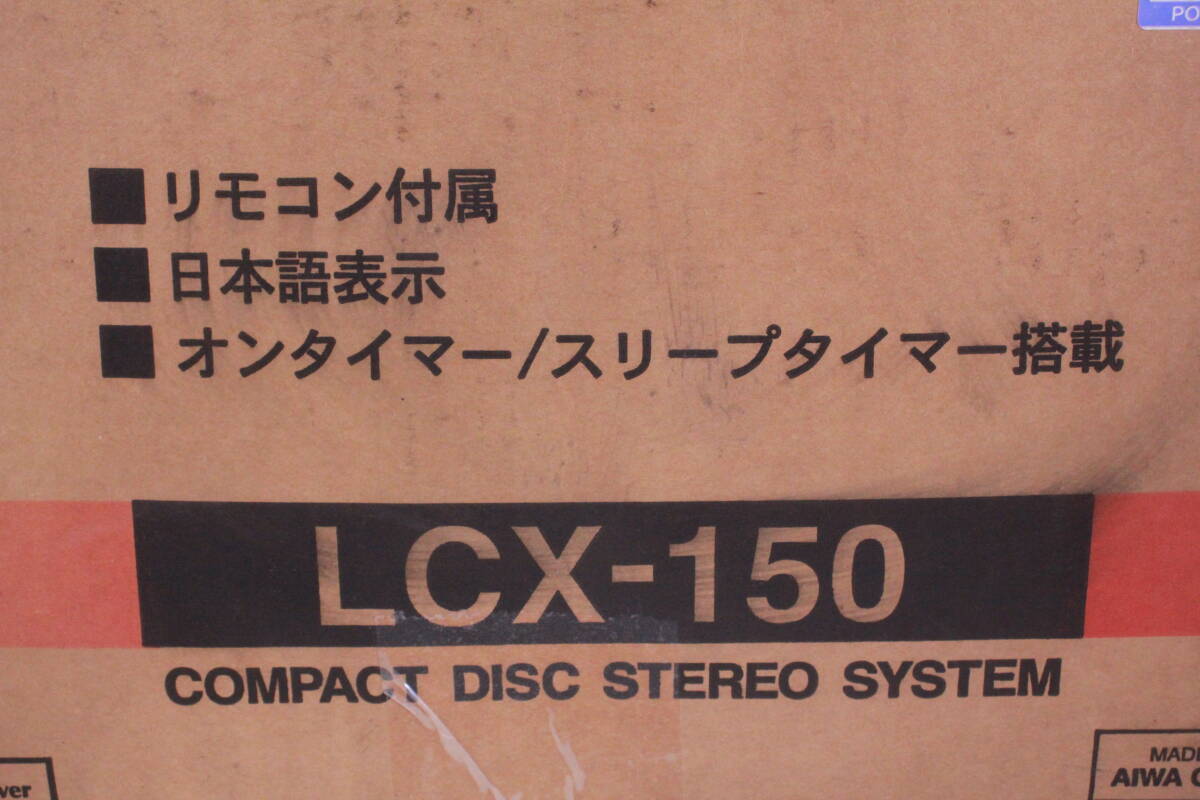 ■リモコン付属
■日本語表示
■オンタイマー/スリープタイマー搭載
LCX-150
COMPACT DISC STEREO SYSTEM
AIWA